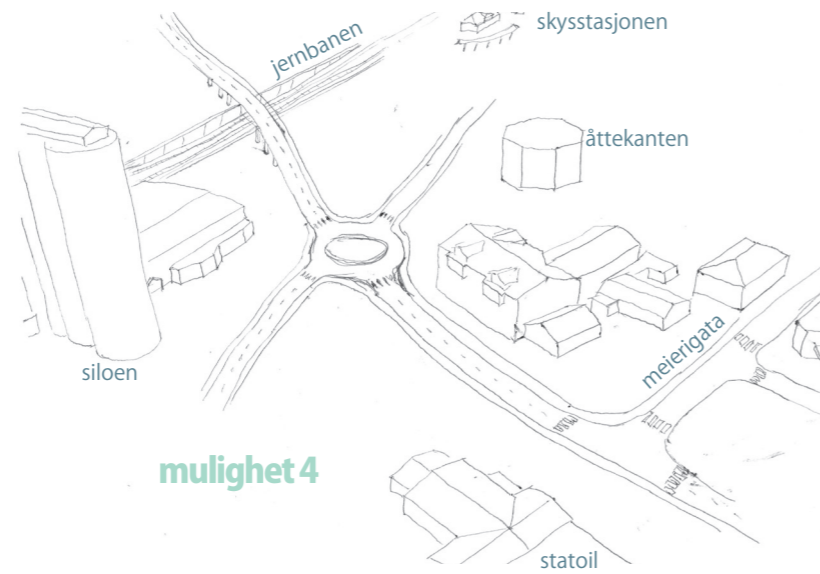 skysstasjonen
jernbanen
åttekanten
meierigata
siloen
mulighet 4
statoil